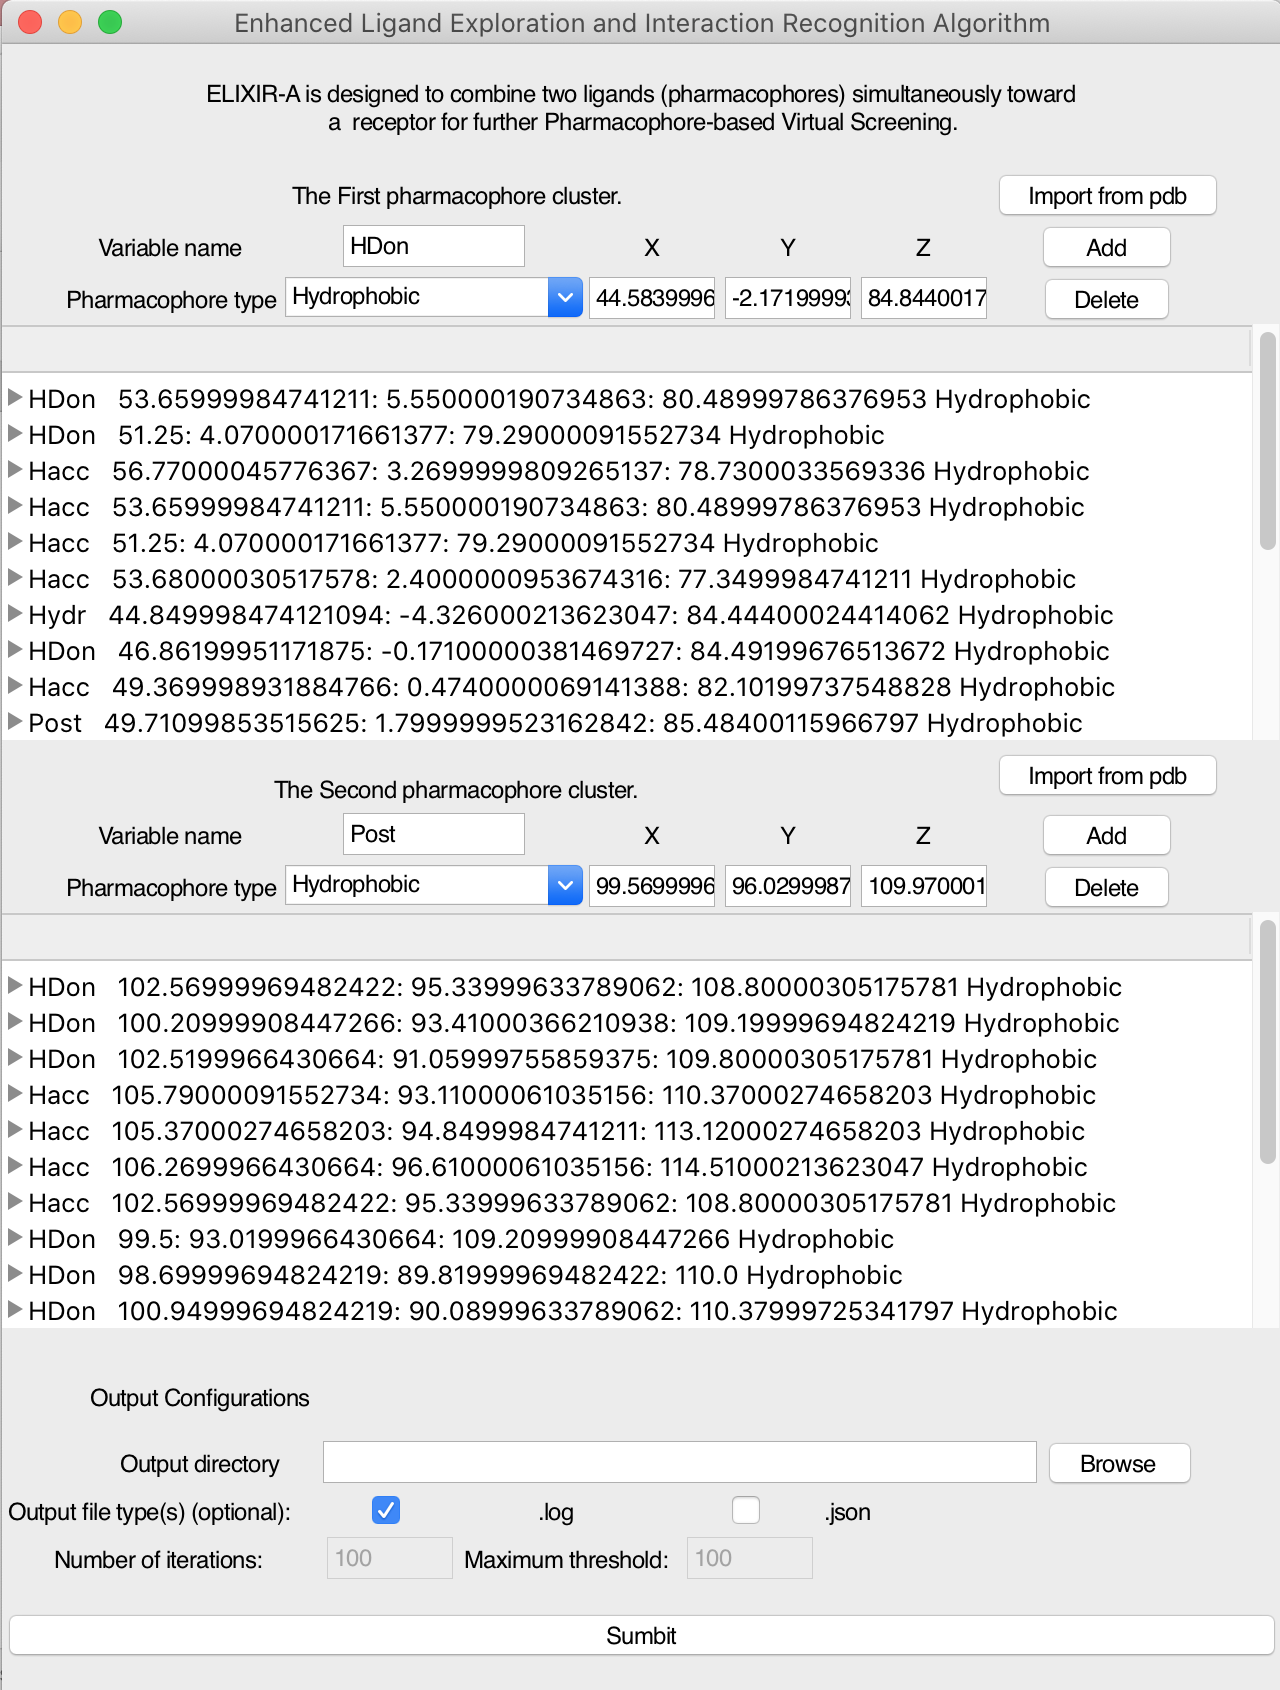 Enhanced Ligand Exploration and Interaction Recognition Algorithm
ELIXIR-A is designed to combine two ligands (pharmacophores) simultaneously toward
a receptor for further Pharmacophore-based Virtual Screening.
The First pharmacophore cluster. Import from pdb
Variable name HDon X Y Z Add
Pharmacophore type Hydrophobic 44.5839996 -2.17199993 84.8440017 Delete
HDon 53.65999984741211: 5.550000190734863: 80.48999786376953 Hydrophobic
HDon 51.25: 4.070000171661377: 79.29000091552734 Hydrophobic
Hacc 56.77000045776367: 3.2699999809265137: 78.7300033569336 Hydrophobic
Hacc 53.65999984741211: 5.550000190734863: 80.48999786376953 Hydrophobic
Hacc 51.25: 4.070000171661377: 79.29000091552734 Hydrophobic
Hacc 53.68000030517578: 2.4000000953674316: 77.3499984741211 Hydrophobic
Hydr 44.849998474121094: -4.326000213623047: 84.44400024414062 Hydrophobic
HDon 46.86199951171875: -0.17100000381469727: 84.49199676513672 Hydrophobic
Hacc 49.369998931884766: 0.4740000069141388: 82.10199737548828 Hydrophobic
Post 49.71099853515625: 1.7999999523162842: 85.48400115966797 Hydrophobic
The Second pharmacophore cluster. Import from pdb
Variable name Post X Y Z Add
Pharmacophore type Hydrophobic 99.5699996 96.0299987 109.970001 Delete
HDon 102.56999969482422: 95.33999633789062: 108.80000305175781 Hydrophobic
HDon 100.20999908447266: 93.41000366210938: 109.19999694824219 Hydrophobic
HDon 102.5199966430664: 91.05999755859375: 109.80000305175781 Hydrophobic
Hacc 105.79000091552734: 93.11000061035156: 110.37000274658203 Hydrophobic
Hacc 105.37000274658203: 94.8499984741211: 113.12000274658203 Hydrophobic
Hacc 106.2699966430664: 96.61000061035156: 114.51000213623047 Hydrophobic
Hacc 102.56999969482422: 95.33999633789062: 108.80000305175781 Hydrophobic
HDon 99.5: 93.0199966430664: 109.20999908447266 Hydrophobic
HDon 98.69999694824219: 89.81999969482422: 110.0 Hydrophobic
HDon 100.94999694824219: 90.08999633789062: 110.37999725341797 Hydrophobic
Output Configurations
Output directory Browse
Output file type(s) (optional): .log .json
Number of iterations: 100 Maximum threshold: 100
Sumbit